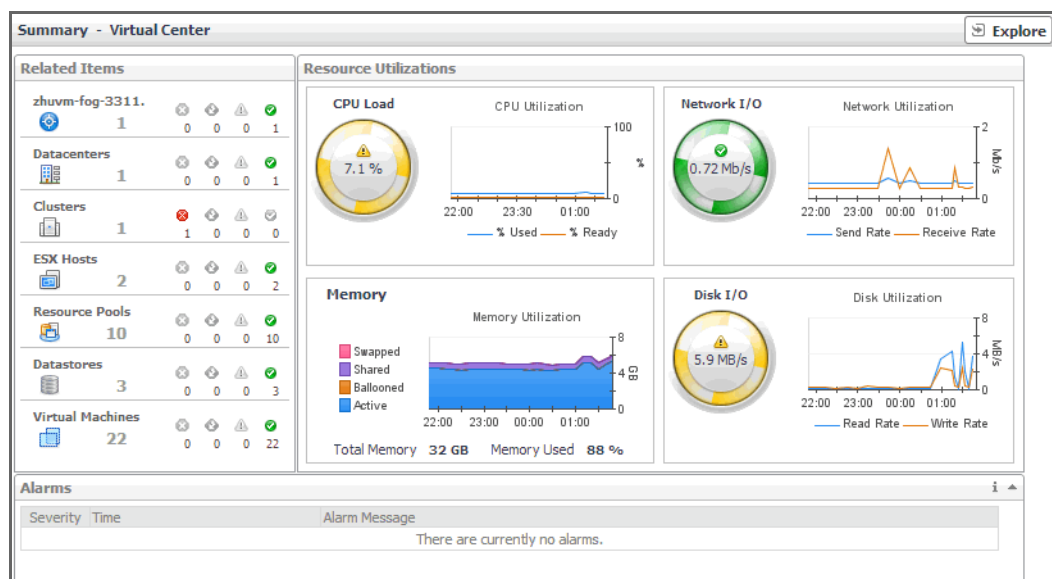 Summary - Virtual Center
Explore
Related Items
zhuvm-fog-3311.
1
0 0 0 1
Datacenters
1
0 0 0 1
Clusters
1
1 0 0 0
ESX Hosts
2
0 0 0 2
Resource Pools
10
0 0 0 10
Datastores
3
0 0 0 3
Virtual Machines
22
0 0 0 22
Resource Utilizations
CPU Load
7.1 %
CPU Utilization
100
%
0
22:00 23:30 01:00
% Used % Ready
Network I/O
0.72 Mb/s
Network Utilization
2
Mb/s
0
22:00 23:00 00:00 01:00
Send Rate Receive Rate
Memory
Memory Utilization
Swapped
Shared
Ballooned
Active
8
4
GB
0
22:00 23:00 00:00 01:00
Total Memory 32 GB Memory Used 88 %
Disk I/O
5.9 MB/s
Disk Utilization
8
4
MB/s
0
22:00 23:00 00:00 01:00
Read Rate Write Rate
Alarms
i
Severity Time Alarm Message
There are currently no alarms.